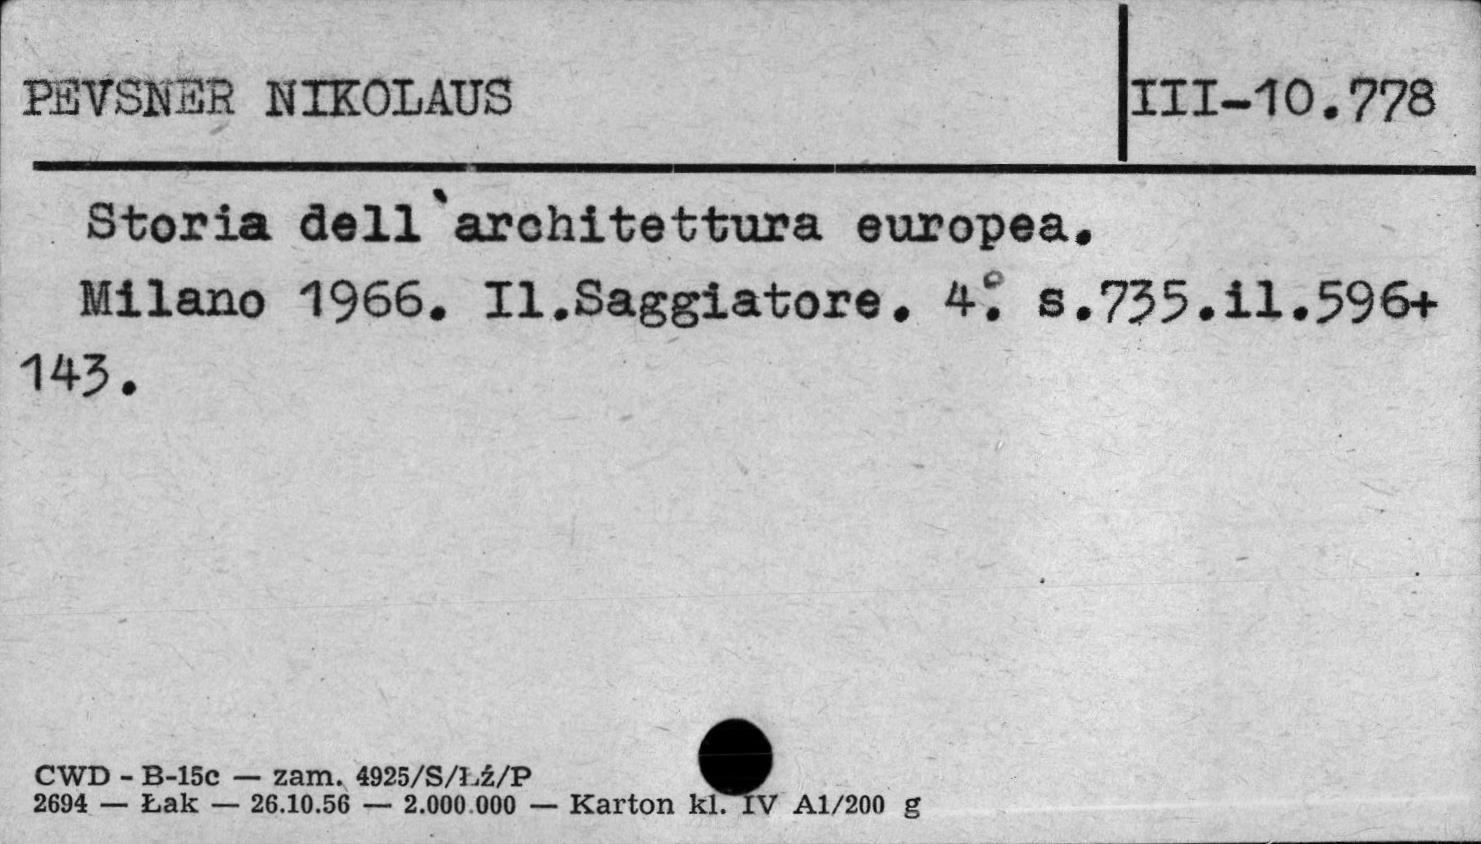 PEVSNER NIKOLAUS
III-10.778
Storia dell`architettura europea.
Milano 1966. Il.Saggiatore. 4°. s.735.il.596+
143.
CWD - B-15c — zam. 4925/S/Łź/P
2694 — Łak — 26.10.56 — 2.000.000 — Karton kl. IV A1/200 g